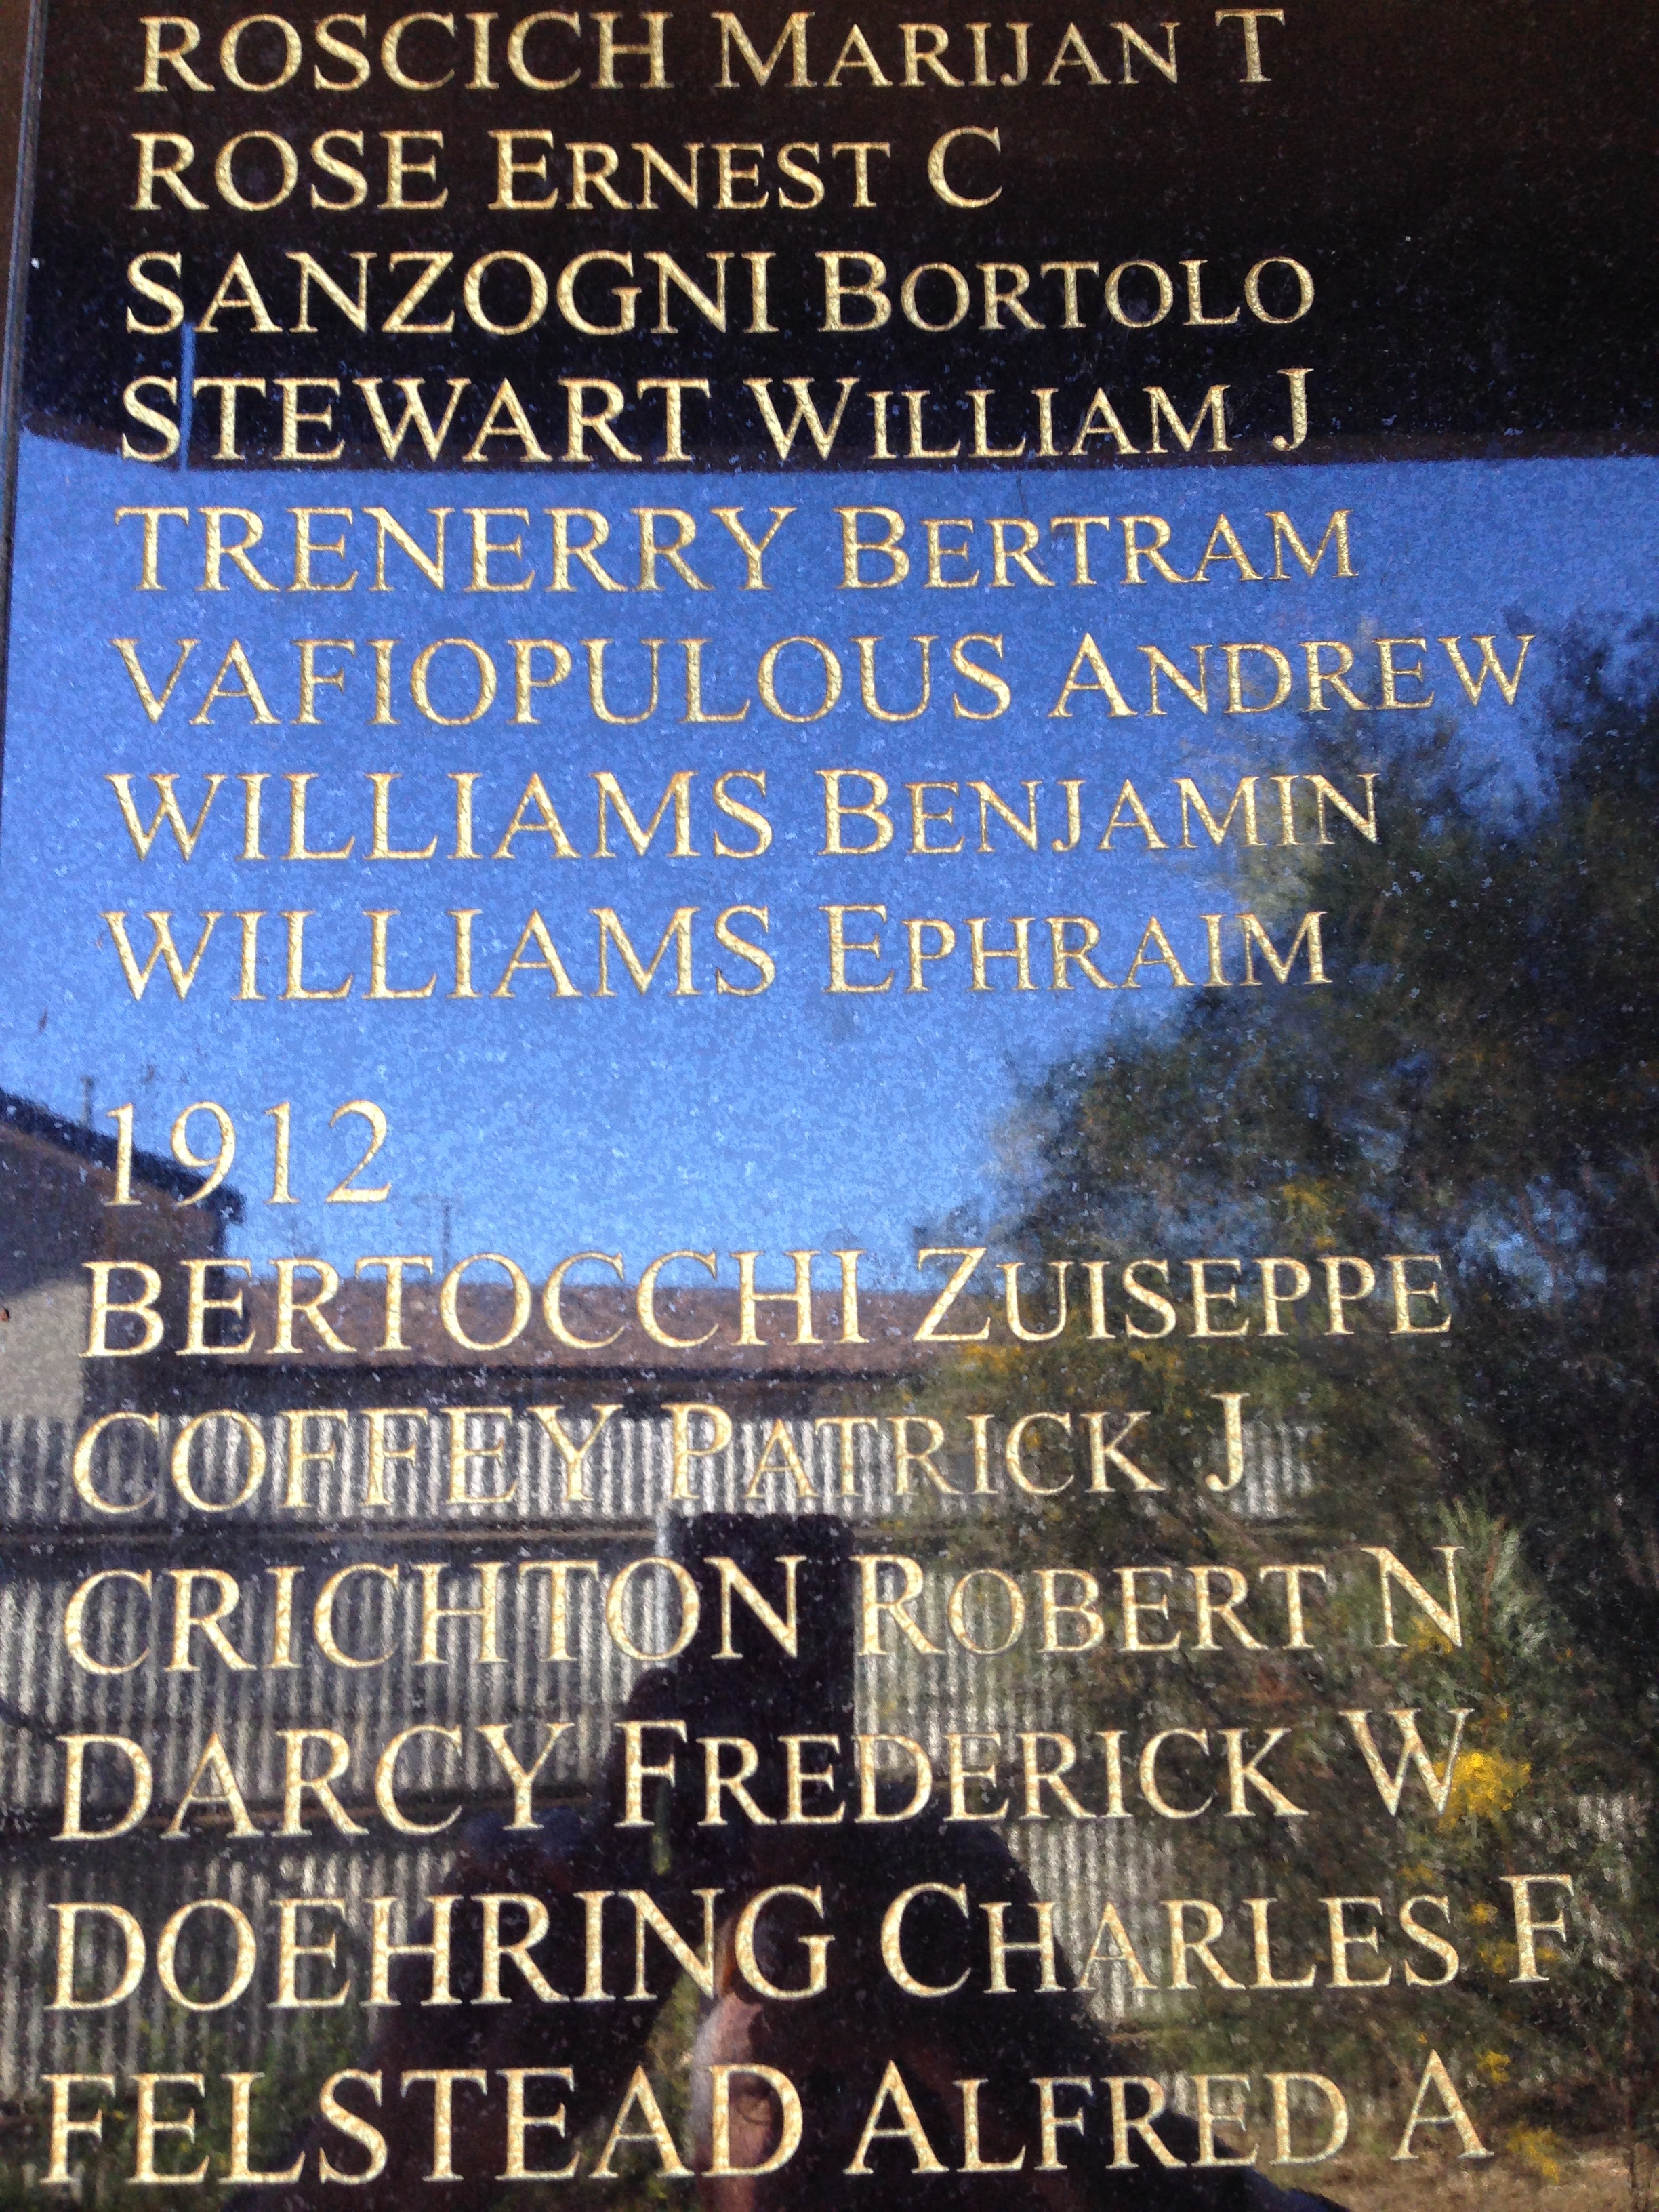 ROSCICH MARIJAN T
ROSE ERNEST C
SANZOGNI BORTOLO
STEWART WILLIAM J
TRENERRY BERTRAM
VAFIOPULOUS ANDREW
WILLIAMS BENJAMIN
WILLIAMS EPHRAIM
1912
BERTOCCHI ZUISEPPE
COFFEY PATRICK J
CRICHTON ROBERT N
DARCY FREDERICK W
DOEHRING CHARLES F
FELSTEAD ALFRED A